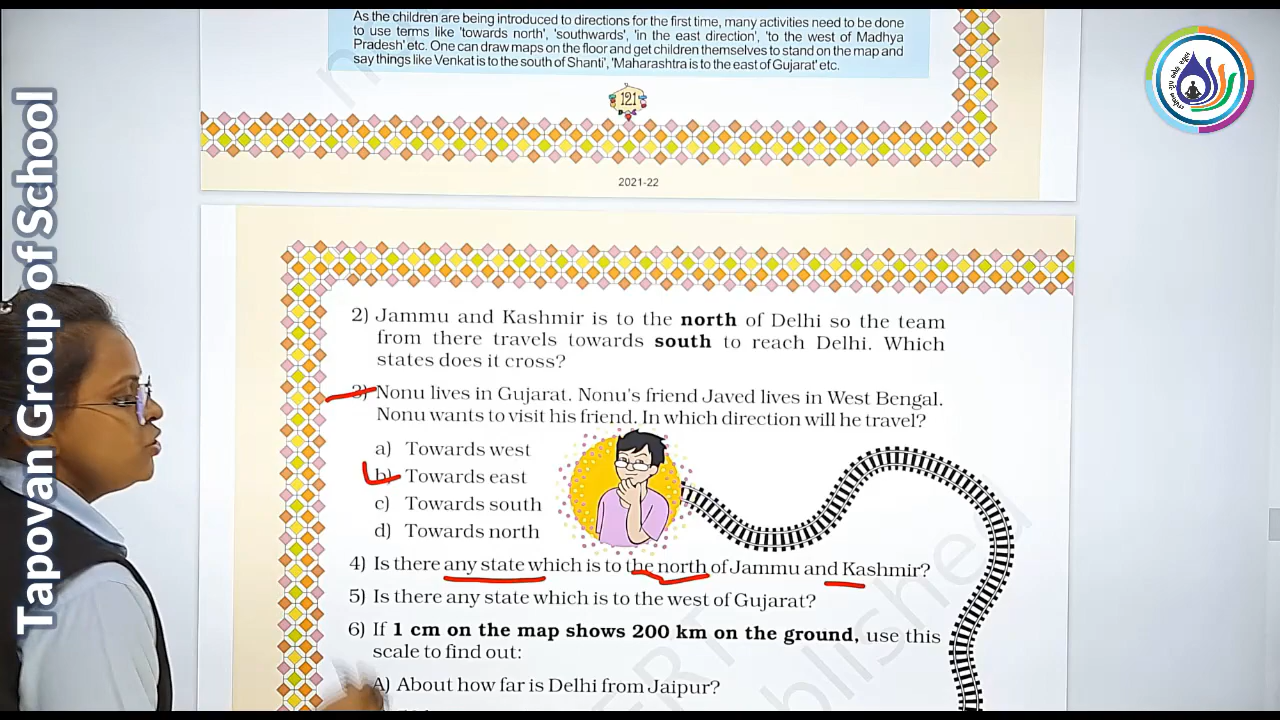 As the children are being introduced to directions for the first time, many activities need to be done
to use terms like 'towards north', 'southwards', 'in the east direction', 'to the west of Madhya
Pradesh' etc. One can draw maps on the floor and get children themselves to stand on the map and
say things like Venkat is to the south of Shanti', 'Maharashtra is to the east of Gujarat' etc.
121
2021-22
Tapovan Group of School
2) Jammu and Kashmir is to the north of Delhi so the team
from there travels towards south to reach Delhi. Which
states does it cross?
3) Nonu lives in Gujarat. Nonu's friend Javed lives in West Bengal.
Nonu wants to visit his friend. In which direction will he travel?
a) Towards west
b) Towards east
c) Towards south
d) Towards north
4) Is there any state which is to the north of Jammu and Kashmir?
5) Is there any state which is to the west of Gujarat?
6) If 1 cm on the map shows 200 km on the ground, use this
scale to find out:
A) About how far is Delhi from Jaipur?